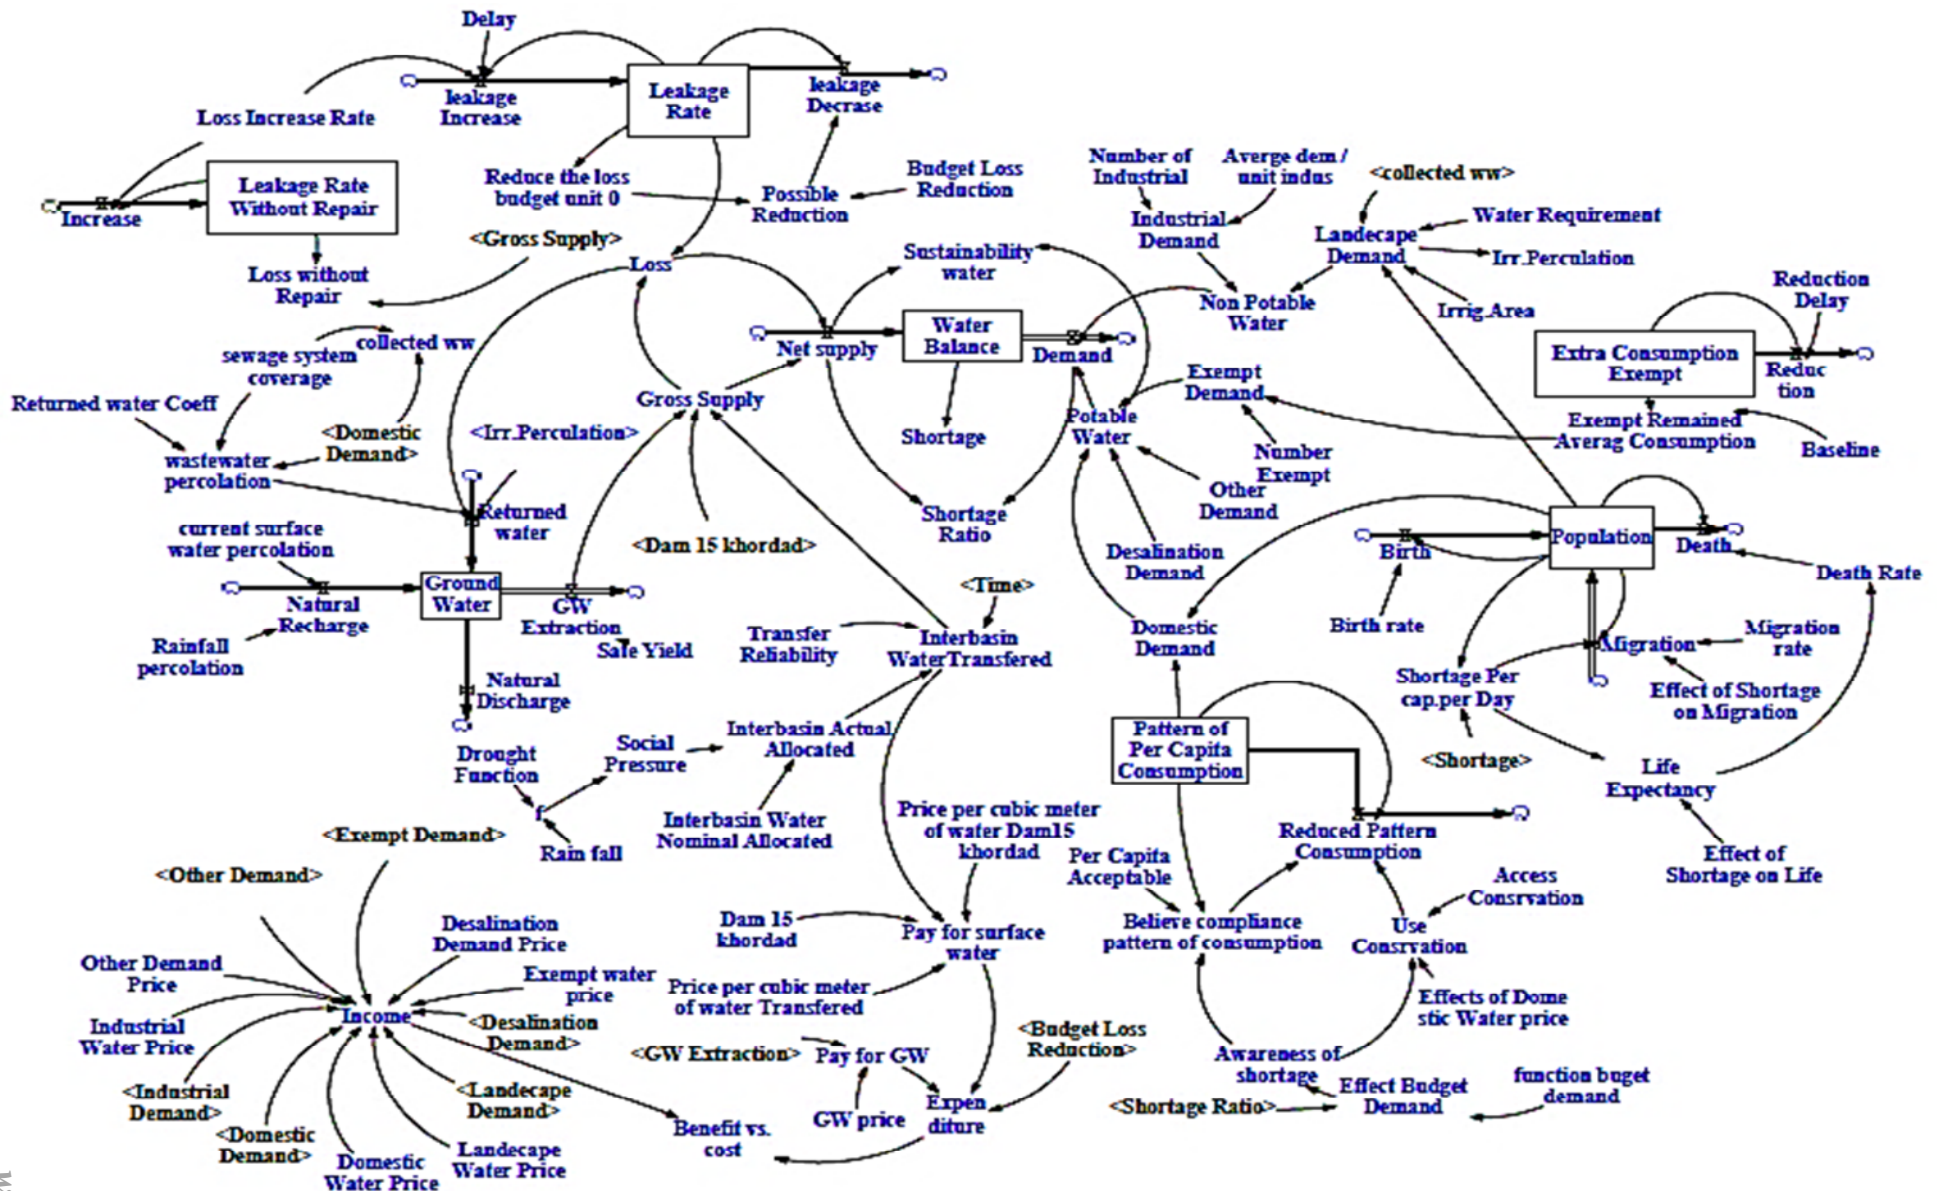 Delay
leakage
Increase
Leakage
Rate
leakage
Decrase
Loss Increase Rate
Leakage Rate
Without Repair
Increase
Reduce the loss
budget unit 0
Possible
Reduction
Budget Loss
Reduction
Number of
Industrial
Averge dem /
unit indus
<collected ww>
Industrial
Demand
Landecape
Demand
Water Requirement
Irr.Perculation
Irrig.Area
<Gross Supply>
Loss
Loss without
Repair
Sustainability
water
Non Potable
Water
Reduction
Delay
Net supply
Water
Balance
Demand
Extra Consumption
Exempt
Reduc
tion
sewage system
coverage
collected ww
Returned water Coeff
<Domestic
Demand>
wastewater
percolation
Gross Supply
<Irr.Perculation>
Shortage
Potable
Water
Exempt
Demand
Number
Exempt
Exempt Remained
Averag Consumption
Baseline
Other
Demand
Returned
water
current surface
water percolation
<Dam 15 khordad>
Shortage
Ratio
Desalination
Demand
Birth
Population
Death
Death Rate
Birth rate
Ground
Water
Natural
Recharge
GW
Extraction
Safe Yield
Rainfall
percolation
Natural
Discharge
<Time>
Transfer
Reliability
Interbasin
WaterTransfered
Domestic
Demand
Migration
Migration
rate
Shortage Per
cap.per Day
Effect of Shortage
on Migration
<Shortage>
Life
Expectancy
Effect of
Shortage on Life
Drought
Function
Social
Pressure
Interbasin Actual
Allocated
f
Rain fall
Interbasin Water
Nominal Allocated
Pattern of
Per Capita
Consumption
Reduced Pattern
Consumption
Price per cubic meter
of water Dam15
khordad
Per Capita
Acceptable
Access
Consrvation
Believe compliance
pattern of consumption
Use
Consrvation
Effects of Dome
stic Water price
Awareness of
shortage
Effect Budget
Demand
function buget
demand
<Shortage Ratio>
<Exempt Demand>
<Other Demand>
Desalination
Demand Price
Other Demand
Price
Exempt water
price
Industrial
Water Price
Income
<Desalination
Demand>
<Industrial
Demand>
<Landecape
Demand>
<Domestic
Demand>
Domestic
Water Price
Landecape
Water Price
Dam 15
khordad
Pay for surface
water
Price per cubic meter
of water Transfered
<GW Extraction>
Pay for GW
GW price
<Budget Loss
Reduction>
Expen
diture
Benefit vs.
cost